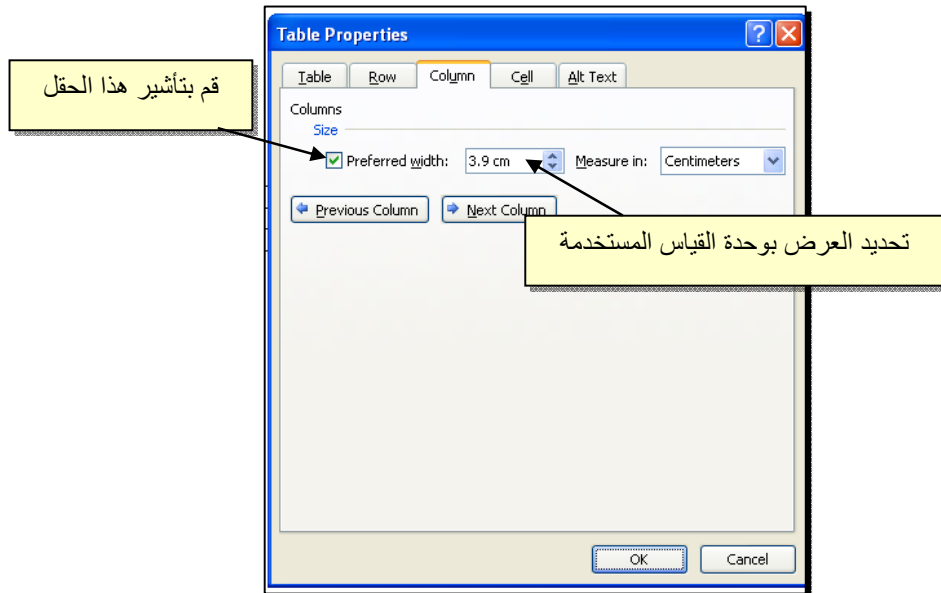 Table Properties
Table Row Column Cell Alt Text
قم بتأشير هذا الحقل
Columns
Size
Preferred width: 3.9 cm Measure in: Centimeters
Previous Column Next Column
تحديد العرض بوحدة القياس المستخدمة
OK Cancel